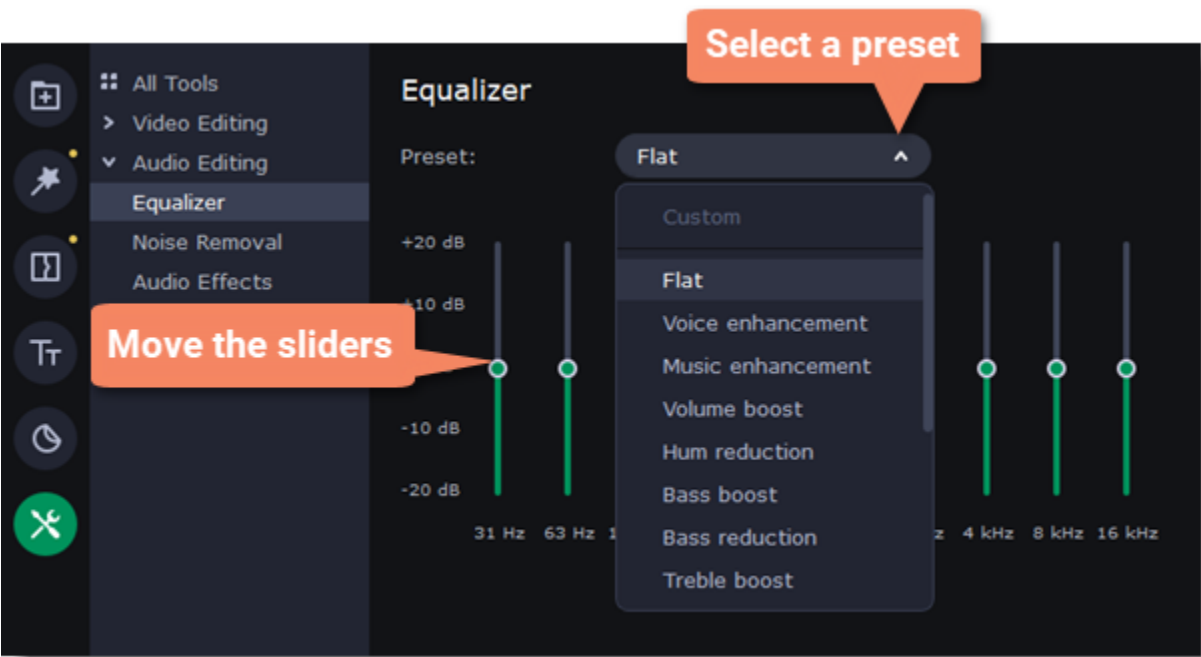 Select a preset
All Tools
Video Editing
Audio Editing
Equalizer
Noise Removal
Audio Effects
Move the sliders
Equalizer
Preset:
Flat
Custom
Flat
Voice enhancement
Music enhancement
Volume boost
Hum reduction
Bass boost
Bass reduction
Treble boost
+20 dB
+10 dB
-10 dB
-20 dB
31 Hz 63 Hz 4 kHz 8 kHz 16 kHz